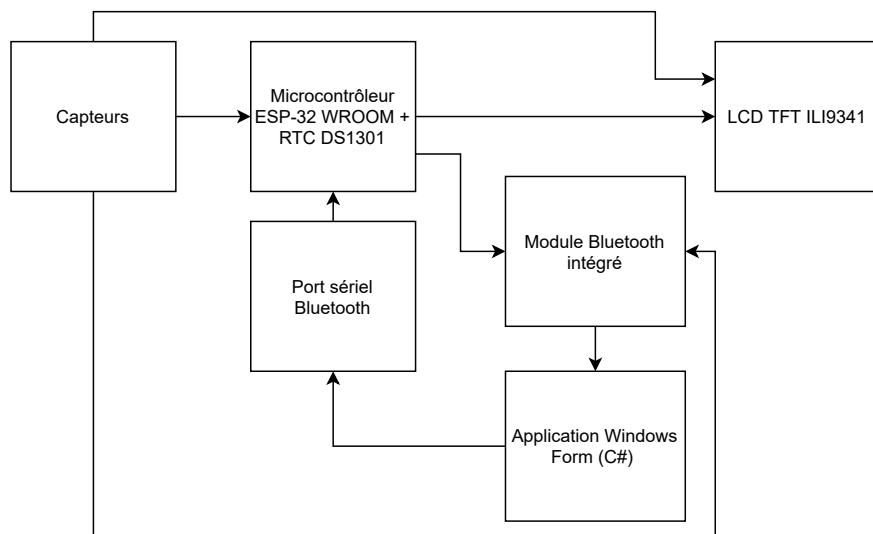 Capteurs
Microcontrôleur
ESP-32 WROOM +
RTC DS1301
LCD TFT ILI9341
Module Bluetooth
intégré
Port sériel
Bluetooth
Application Windows
Form (C#)